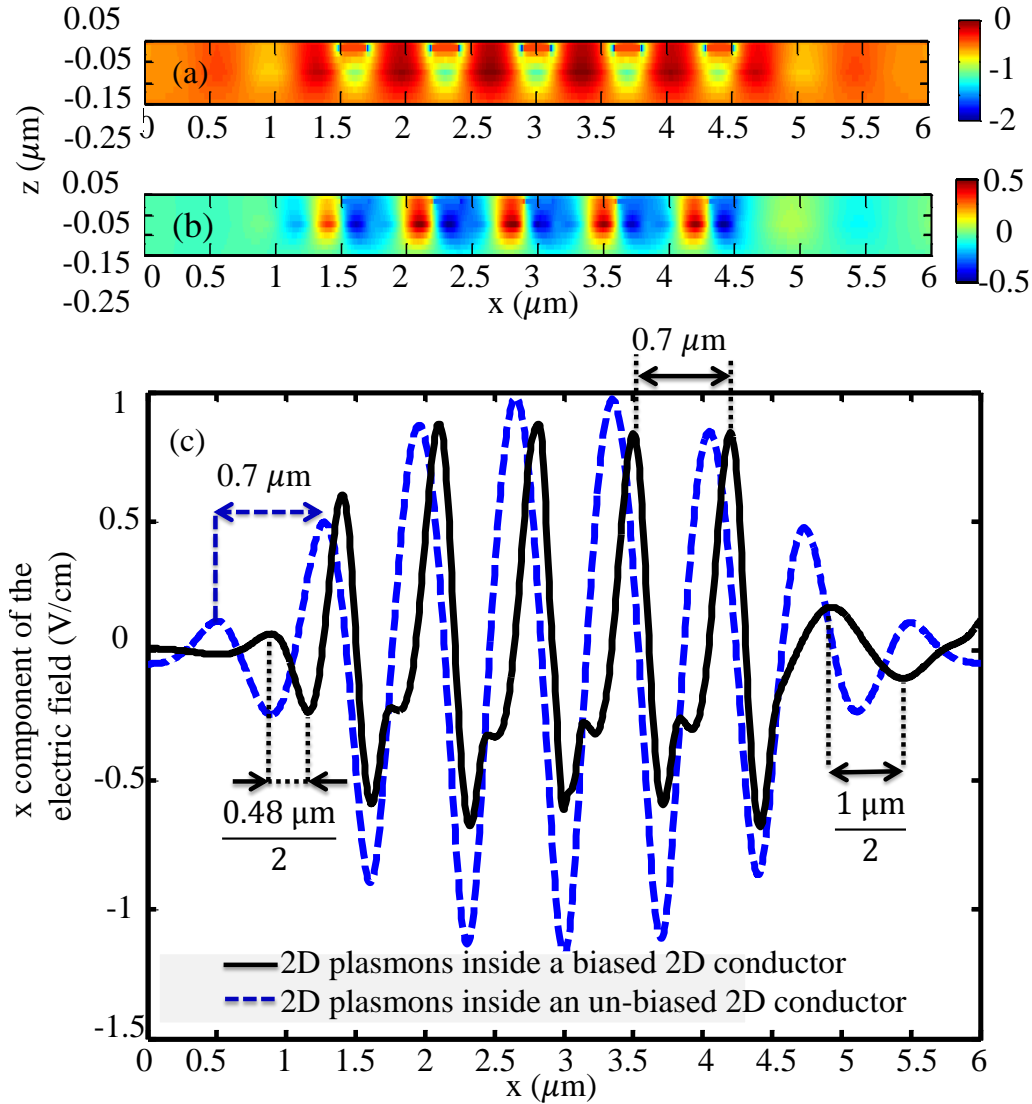 0.05
-0.05
-0.15
-0.25
(a)
0 0.5 1 1.5 2 2.5 3 3.5 4 4.5 5 5.5 6
0
-1
-2
z (μm)
0.05
-0.05
-0.15
-0.25
(b)
0 0.5 1 1.5 2 2.5 3 3.5 4 4.5 5 5.5 6
x (μm)
0.5
0
-0.5
0.7 μm
(c)
0.7 μm
0.48 μm
2
1 μm
2
1
0.5
0
-0.5
-1
-1.5
x component of the
electric field (V/cm)
2D plasmons inside a biased 2D conductor
2D plasmons inside an un-biased 2D conductor
0 0.5 1 1.5 2 2.5 3 3.5 4 4.5 5 5.5 6
x (μm)